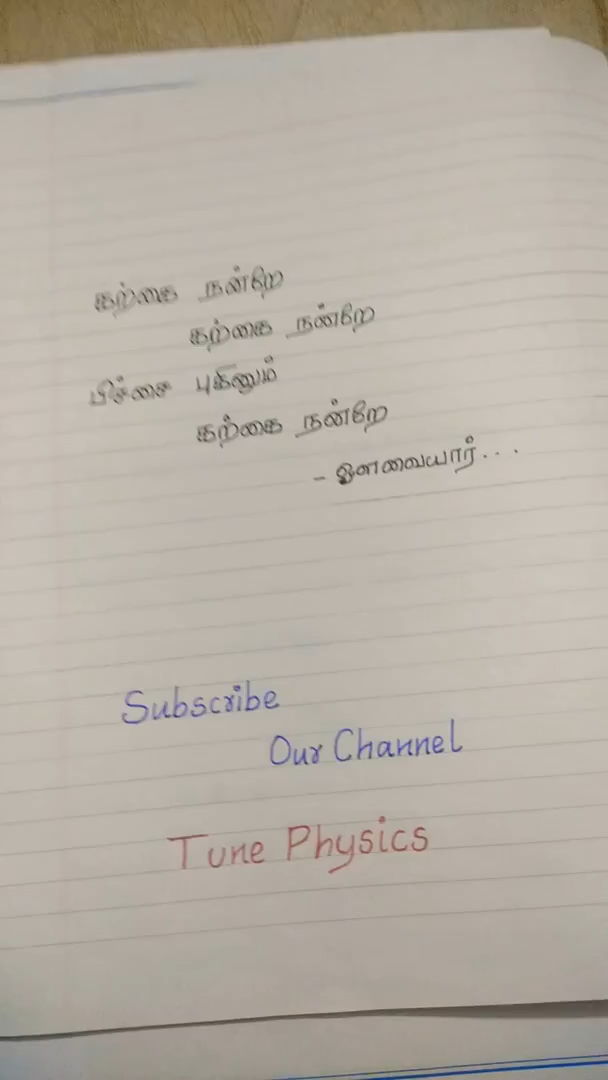 கற்கை நன்றே
கற்கை நன்றே
பிச்சை புகினும்
கற்கை நன்றே
- ஔவையார்...
Subscribe
Our Channel
Tune Physics